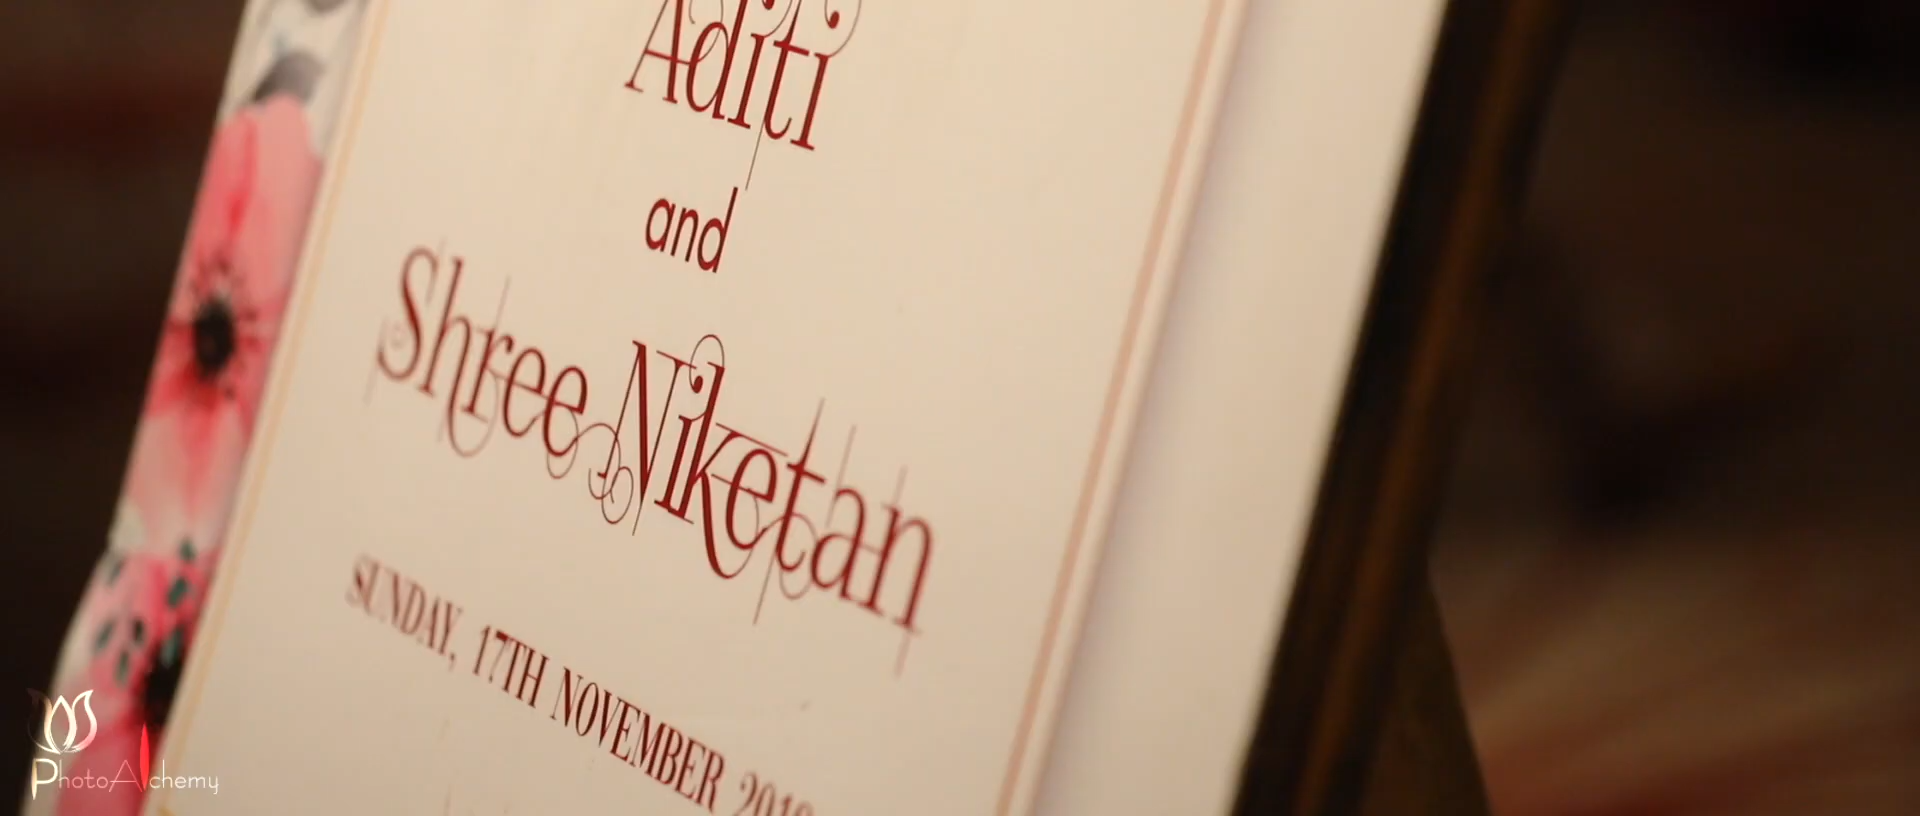 Aditi
and
Shree Niketan
SUNDAY, 17TH NOVEMBER
PhotoAlchemy